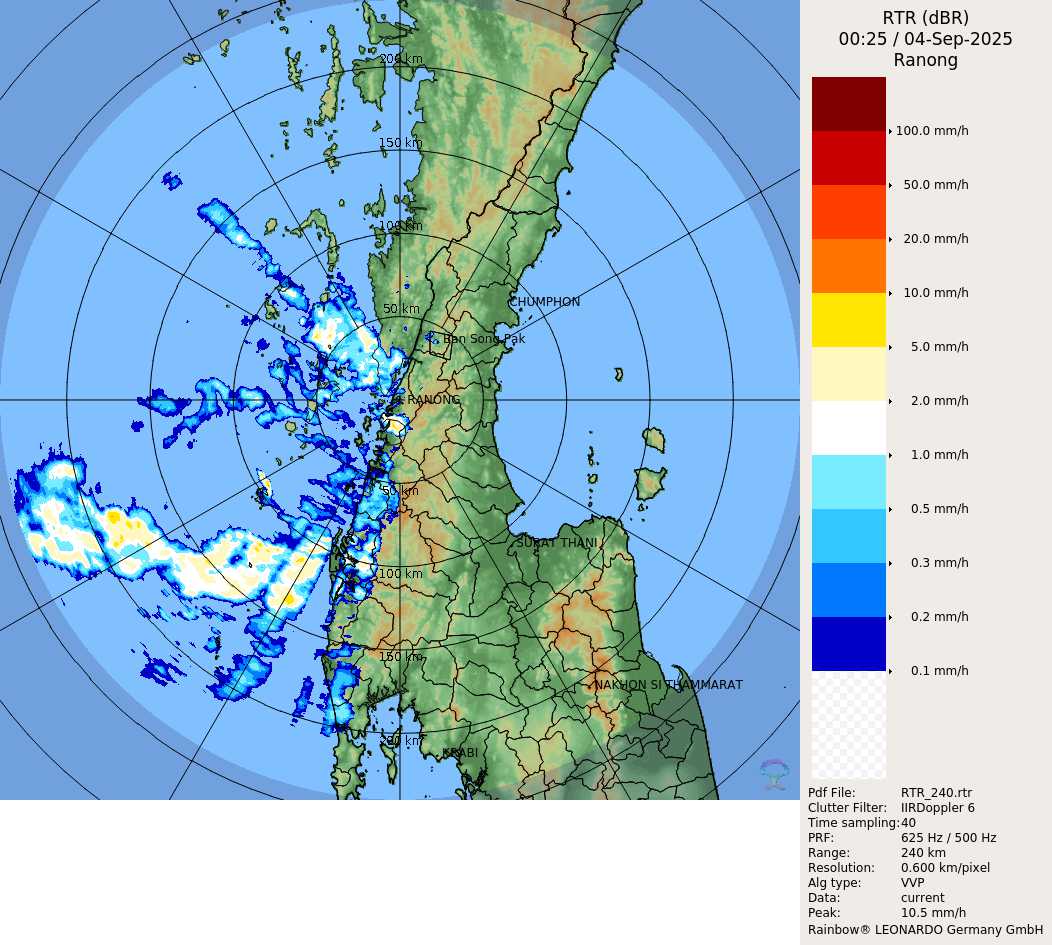 RTR (dBR)
00:25 / 04-Sep-2025
Ranong
200 km
150 km
100 km
50 km
CHUMPHON
Ban Song Pak
RANONG
50 km
SURAT THANI
100 km
150 km
NAKHON SI THAMMARAT
200 km
KRABI
100.0 mm/h
50.0 mm/h
20.0 mm/h
10.0 mm/h
5.0 mm/h
2.0 mm/h
1.0 mm/h
0.5 mm/h
0.3 mm/h
0.2 mm/h
0.1 mm/h
Pdf File: RTR_240.rtr
Clutter Filter: IIRDoppler 6
Time sampling:40
PRF: 625 Hz / 500 Hz
Range: 240 km
Resolution: 0.600 km/pixel
Alg type: VVP
Data: current
Peak: 10.5 mm/h
Rainbow® LEONARDO Germany GmbH